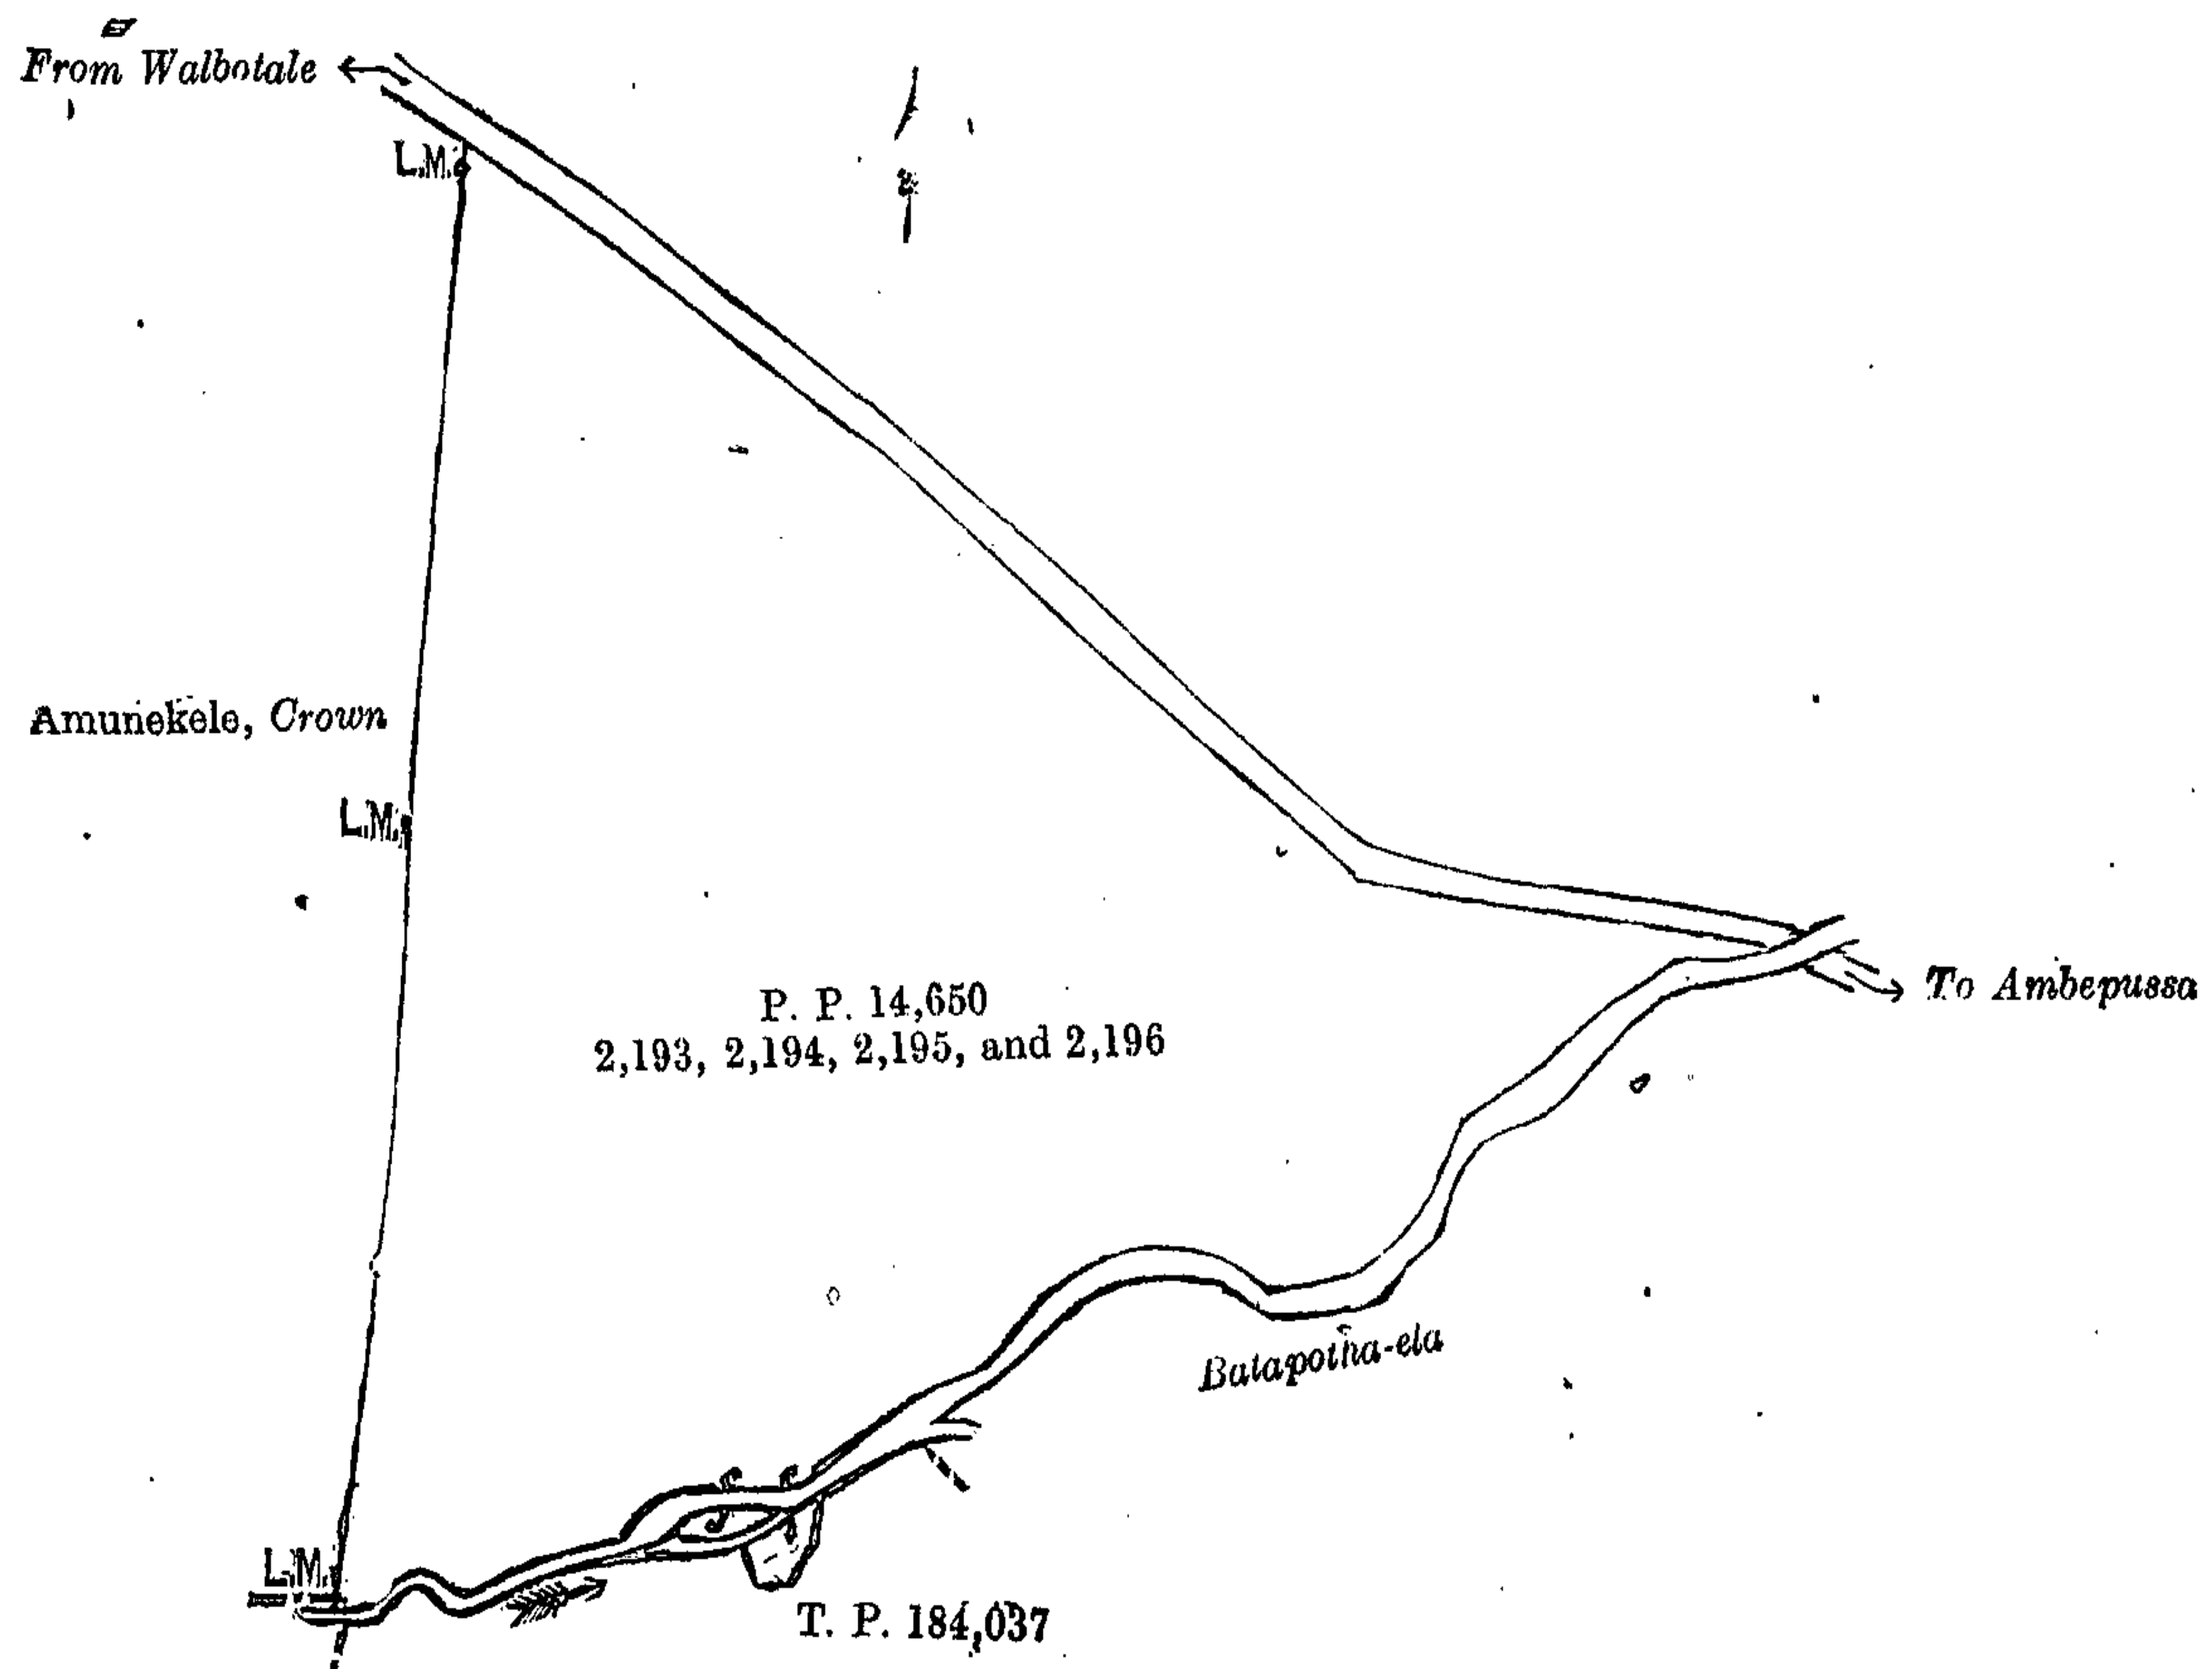 From Walbotale
L.M.
Amunekele, Crown
L.M.
P. P. 14,650
2,193, 2,194, 2,195, and 2,196
To Ambepussa
Batapotha-ela
L.M.
T. P. 184,037